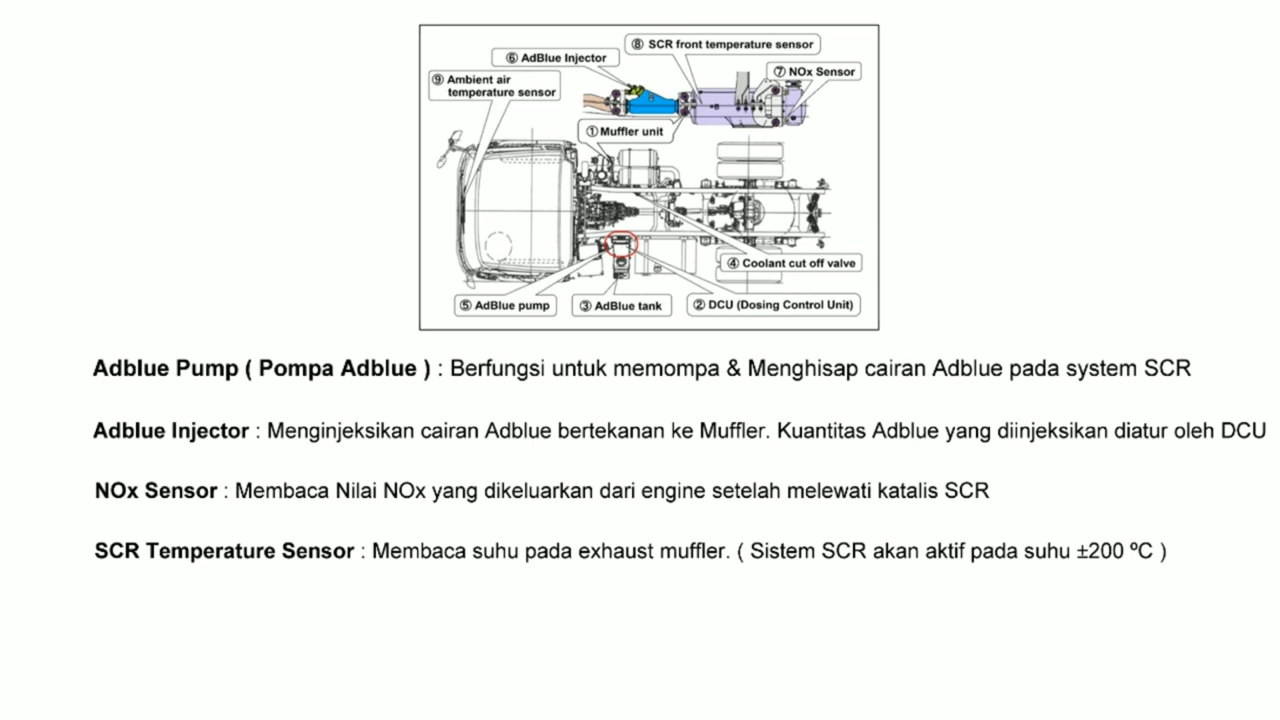 ⑧ SCR front temperature sensor
⑥ AdBlue Injector
⑦ NOx Sensor
⑨ Ambient air
temperature sensor
① Muffler unit
④ Coolant cut off valve
⑤ AdBlue pump
③ AdBlue tank
② DCU (Dosing Control Unit)
Adblue Pump ( Pompa Adblue ) : Berfungsi untuk memompa & Menghisap cairan Adblue pada system SCR
Adblue Injector : Menginjeksikan cairan Adblue bertekanan ke Muffler. Kuantitas Adblue yang diinjeksikan diatur oleh DCU
NOx Sensor : Membaca Nilai NOx yang dikeluarkan dari engine setelah melewati katalis SCR
SCR Temperature Sensor : Membaca suhu pada exhaust muffler. ( Sistem SCR akan aktif pada suhu ±200 ºC )